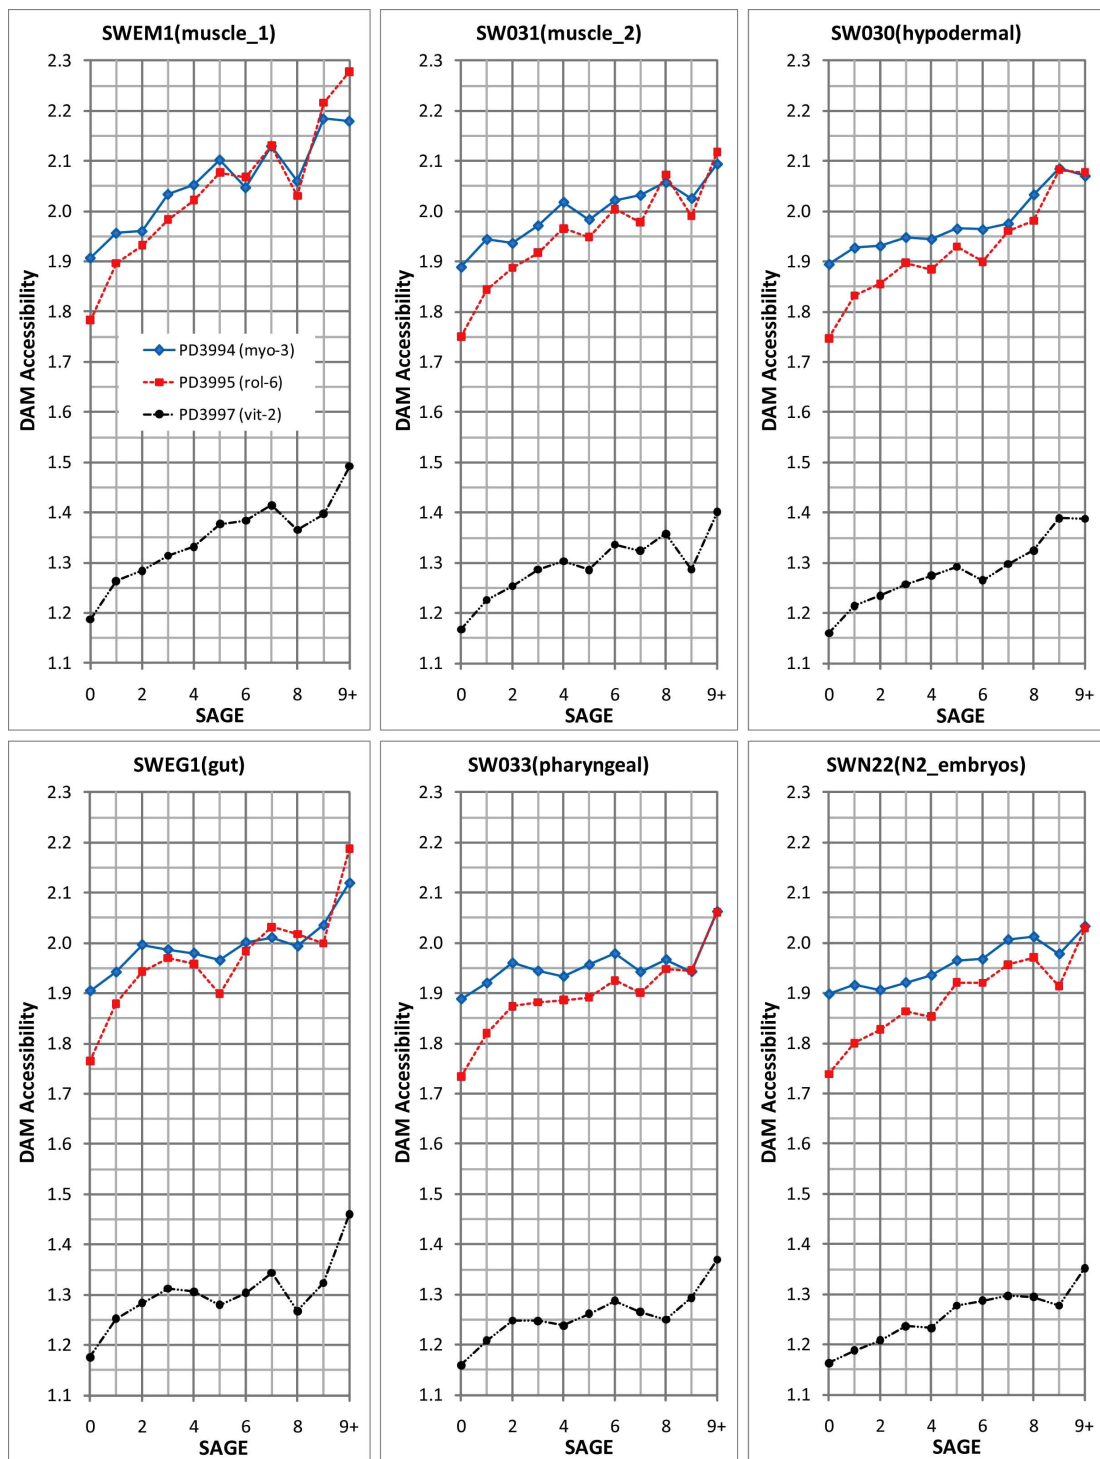 SWEM1(muscle_1)
2.3
2.2
2.1
2.0
1.9
1.8
1.7
1.6
1.5
1.4
1.3
1.2
1.1
DAM Accessibility
PD3994 (myo-3)
PD3995 (rol-6)
PD3997 (vit-2)
0 2 4 6 8 9+
SAGE
SW031(muscle_2)
2.3
2.2
2.1
2.0
1.9
1.8
1.7
1.6
1.5
1.4
1.3
1.2
1.1
DAM Accessibility
0 2 4 6 8 9+
SAGE
SW030(hypodermal)
2.3
2.2
2.1
2.0
1.9
1.8
1.7
1.6
1.5
1.4
1.3
1.2
1.1
DAM Accessibility
0 2 4 6 8 9+
SAGE
SWEG1(gut)
2.3
2.2
2.1
2.0
1.9
1.8
1.7
1.6
1.5
1.4
1.3
1.2
1.1
DAM Accessibility
0 2 4 6 8 9+
SAGE
SW033(pharyngeal)
2.3
2.2
2.1
2.0
1.9
1.8
1.7
1.6
1.5
1.4
1.3
1.2
1.1
DAM Accessibility
0 2 4 6 8 9+
SAGE
SWN22(N2_embryos)
2.3
2.2
2.1
2.0
1.9
1.8
1.7
1.6
1.5
1.4
1.3
1.2
1.1
DAM Accessibility
0 2 4 6 8 9+
SAGE